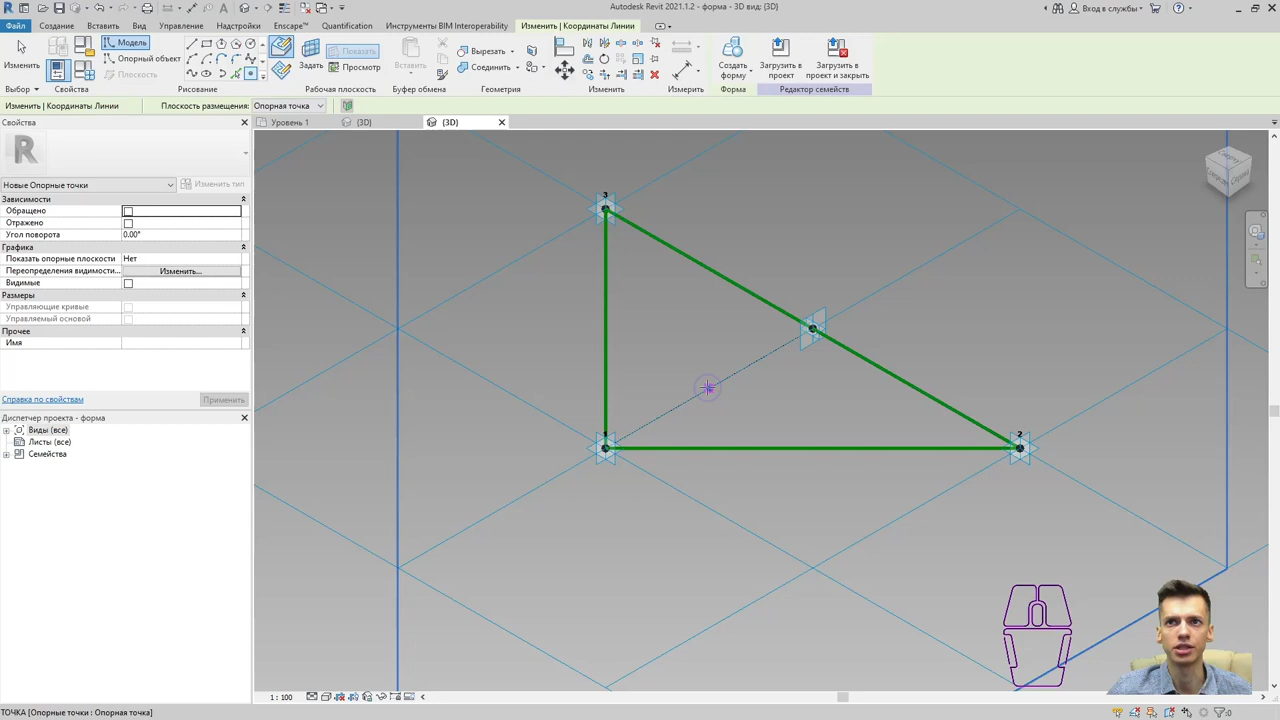 Autodesk Revit 2021.1.2 - форма - 3D вид: {3D}
Вход в службы
Файл Создание Вставить Вид Управление Надстройки Enscape™ Quantification Инструменты BIM Interoperability Изменить | Координаты Линии
Изменить
Модель
Опорный объект
Плоскость
Задать
Показать
Просмотр
Вставить
Вырезать
Соединить
Создать форму
Загрузить в проект
Загрузить в проект и закрыть
Выбор Свойства Рисование Рабочая плоскость Буфер обмена Геометрия Изменить Измерить Форма Редактор семейств
Изменить | Координаты Линии Плоскость размещения: Опорная точка
Свойства
Уровень 1 {3D} {3D}
Новые Опорные точки Изменить тип
Зависимости
Обращено
Отражено
Угол поворота 0.00°
Графика
Показать опорные плоскости Нет
Переопределения видимости... Изменить...
Видимые
Размеры
Управляющие кривые
Управляемый основой
Прочее
Имя
Справка по свойствам Применить
Диспетчер проекта - форма
Виды (все)
Листы (все)
Семейства
3
1
2
1 : 100
ТОЧКА [Опорные точки : Опорная точка]
:0